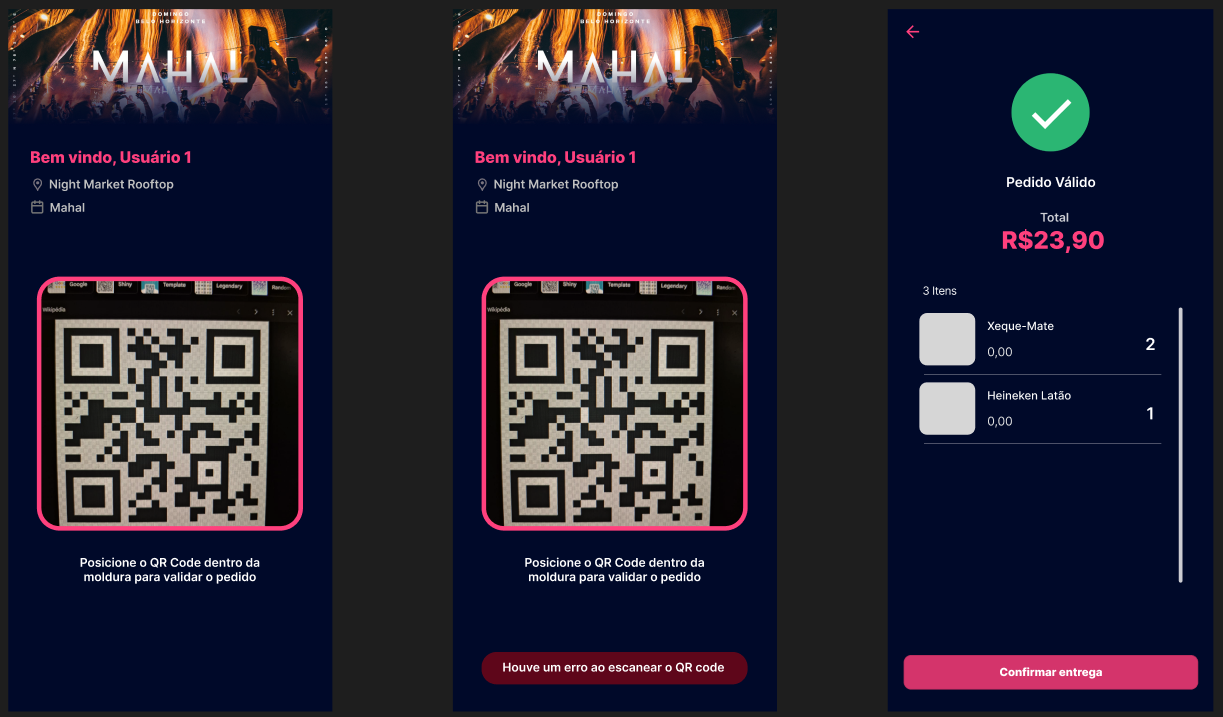 DOMINGO
BELO HORIZONTE
MAHAL
MAHAL
Bem vindo, Usuário 1
Night Market Rooftop
Mahal
Google Shiny Template Legendary Random
Wikipédia
Posicione o QR Code dentro da
moldura para validar o pedido
DOMINGO
BELO HORIZONTE
MAHAL
MAHAL
Bem vindo, Usuário 1
Night Market Rooftop
Mahal
Google Shiny Template Legendary Random
Wikipédia
Posicione o QR Code dentro da
moldura para validar o pedido
Houve um erro ao escanear o QR code
Pedido Válido
Total
R$23,90
3 Itens
Xeque-Mate
0,00
2
Heineken Latão
0,00
1
Confirmar entrega